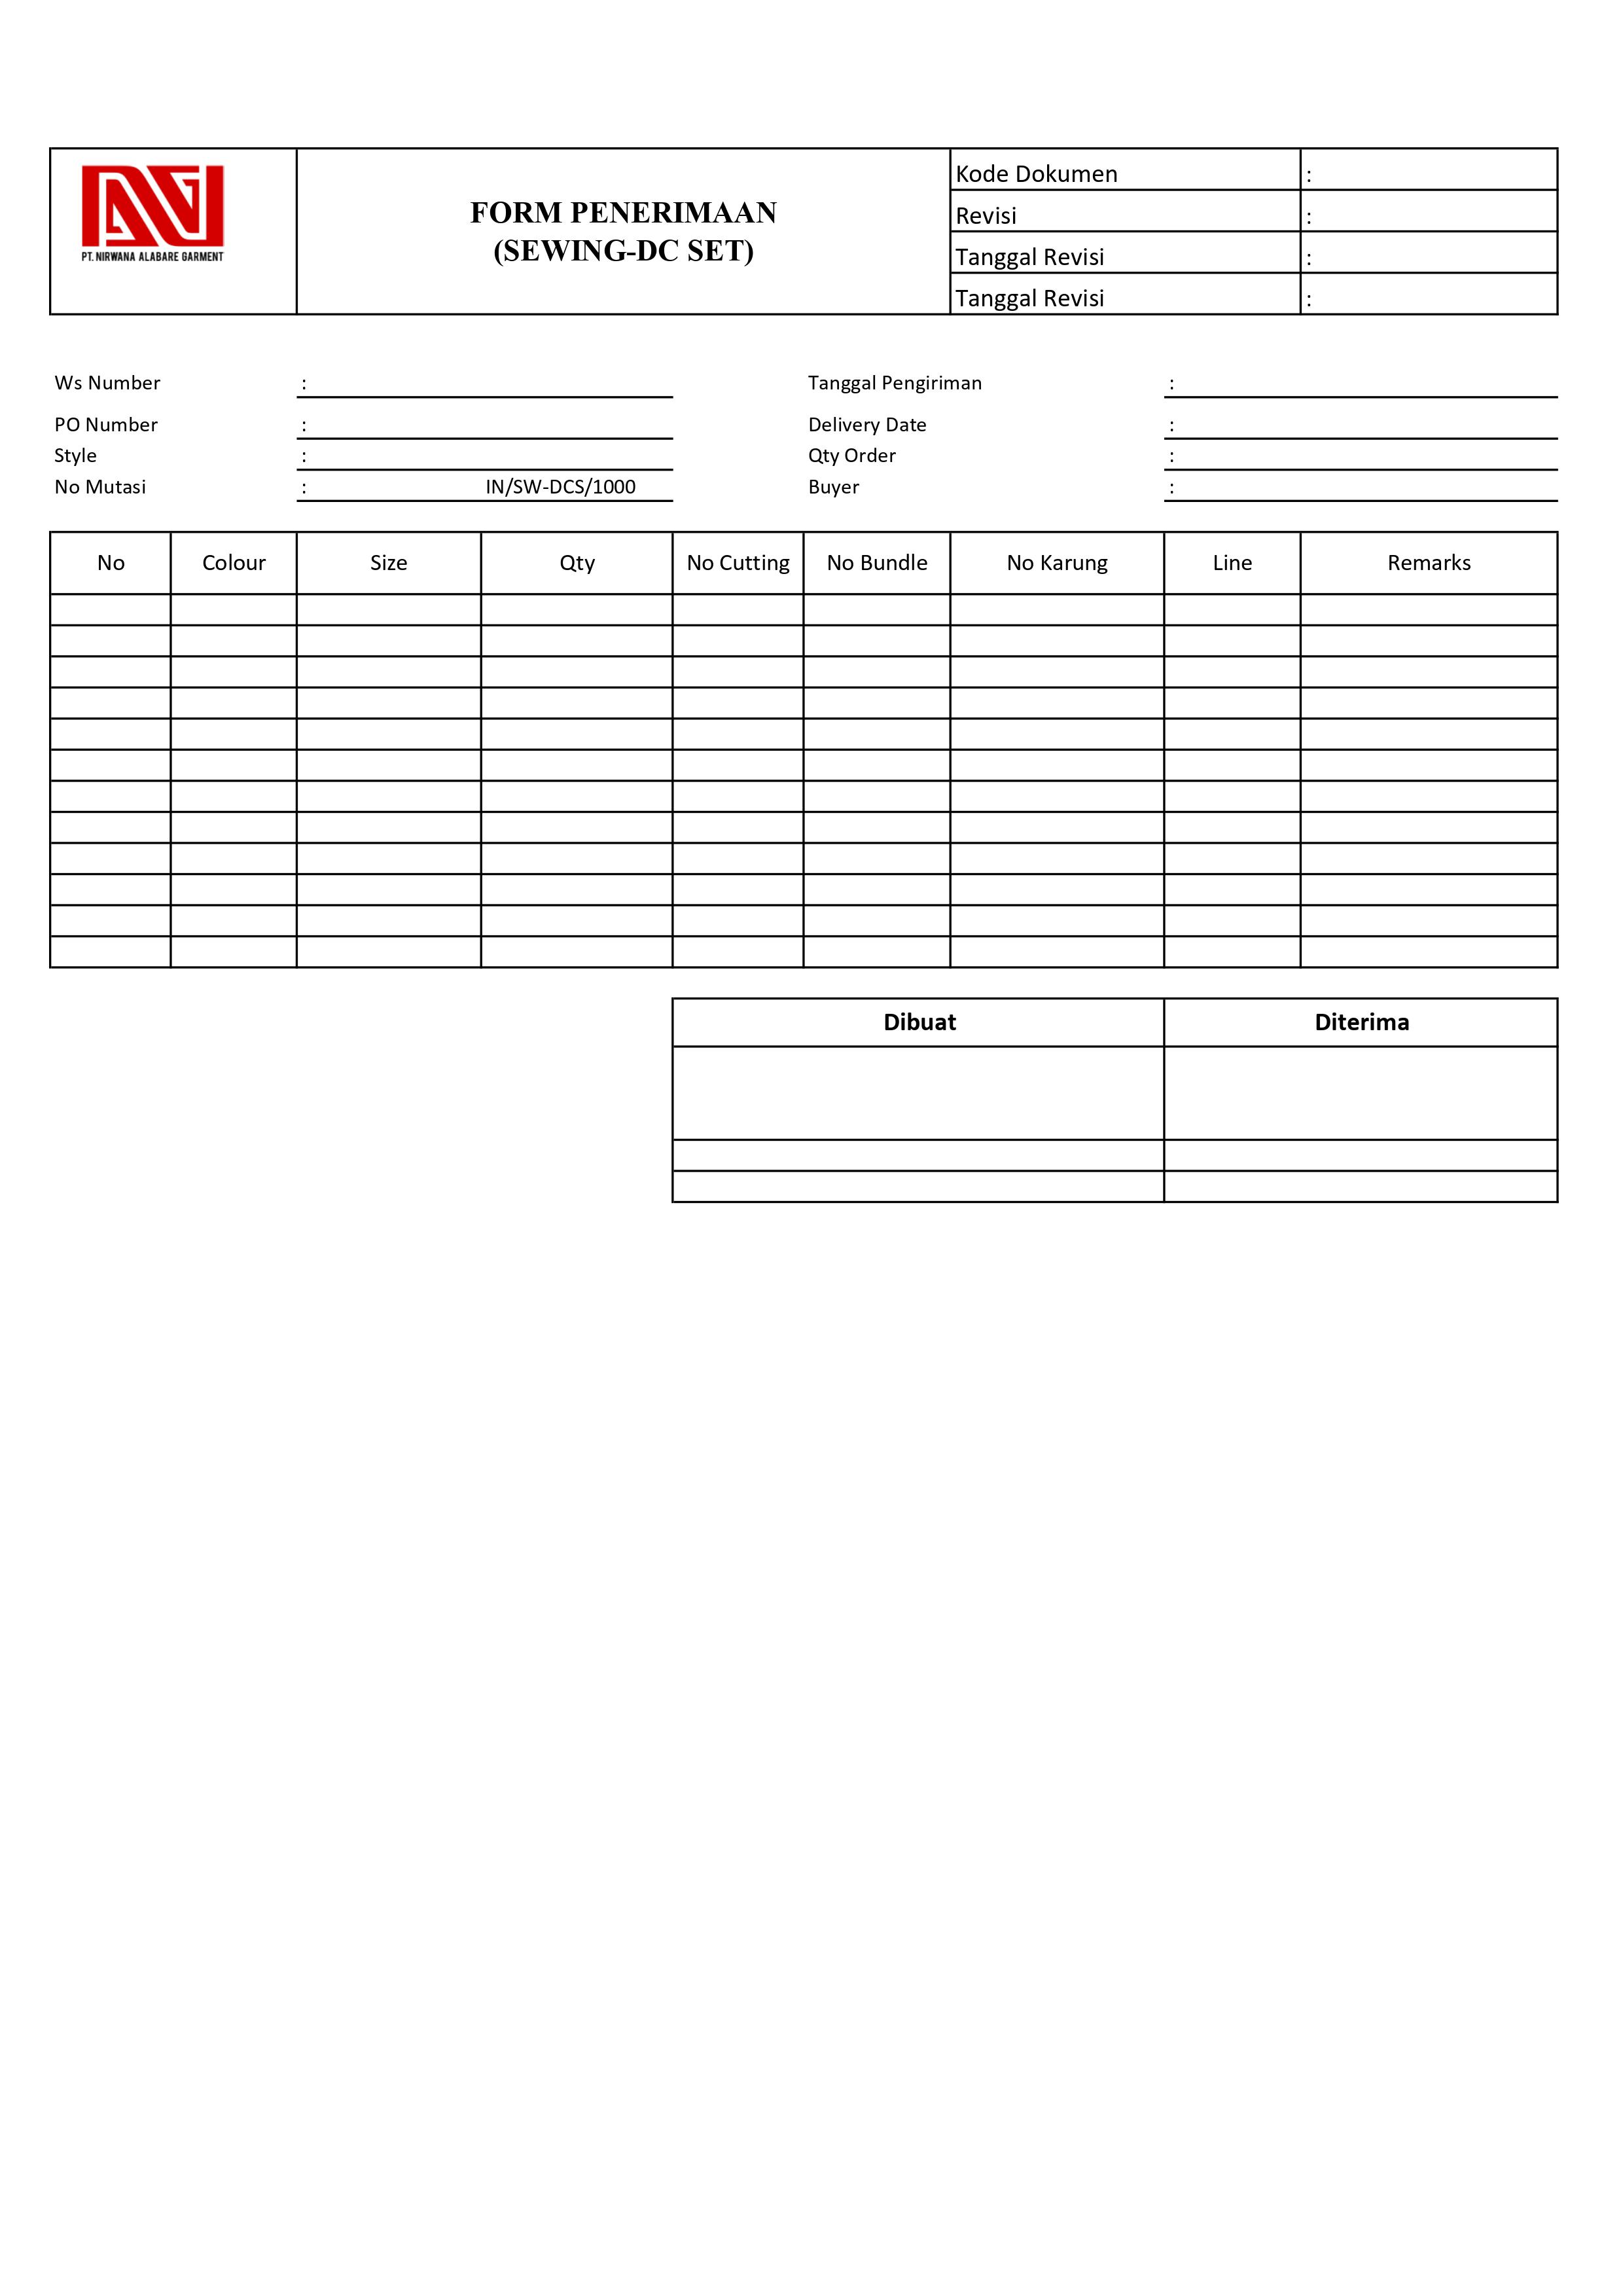 PT. NIRWANA ALABARE GARMENT
FORM PENERIMAAN
(SEWING-DC SET)
Kode Dokumen :
Revisi :
Tanggal Revisi :
Tanggal Revisi :
Ws Number : Tanggal Pengiriman :
PO Number : Delivery Date :
Style : Qty Order :
No Mutasi : IN/SW-DCS/1000 Buyer :
No Colour Size Qty No Cutting No Bundle No Karung Line Remarks
Dibuat Diterima